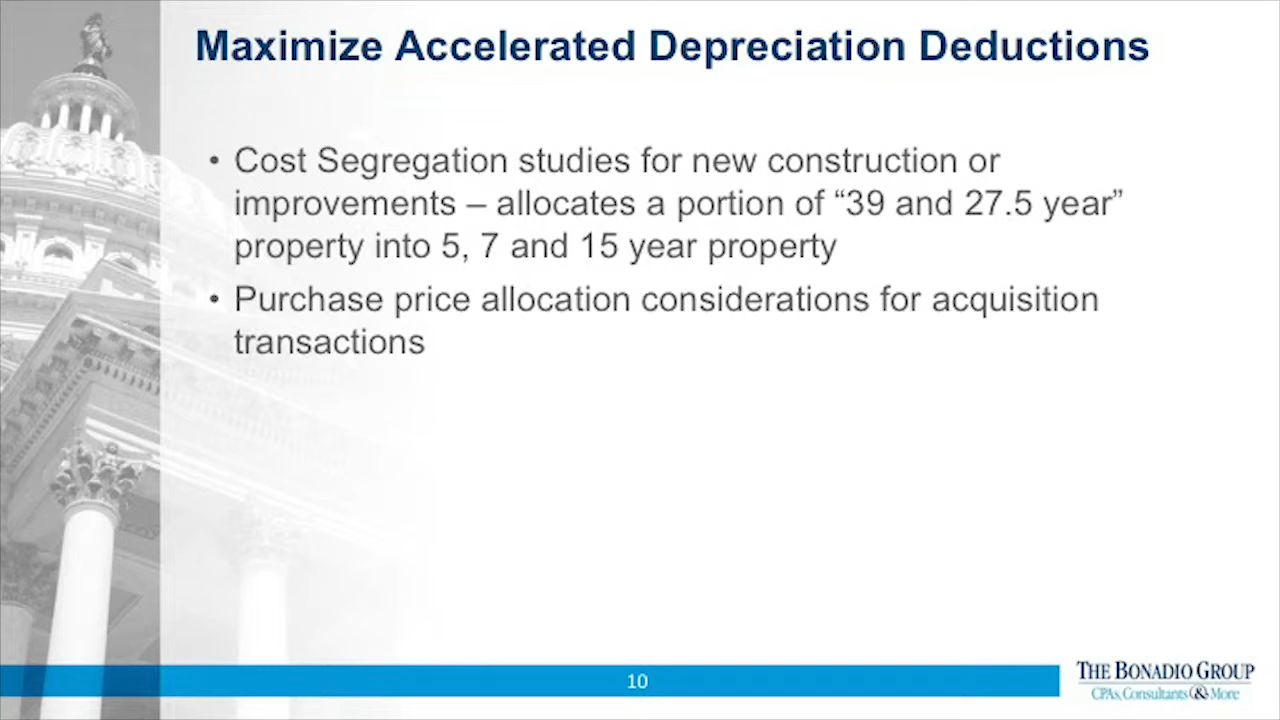 Maximize Accelerated Depreciation Deductions
• Cost Segregation studies for new construction or
improvements – allocates a portion of “39 and 27.5 year”
property into 5, 7 and 15 year property
• Purchase price allocation considerations for acquisition
transactions
10
THE BONADIO GROUP
CPAs, Consultants & More